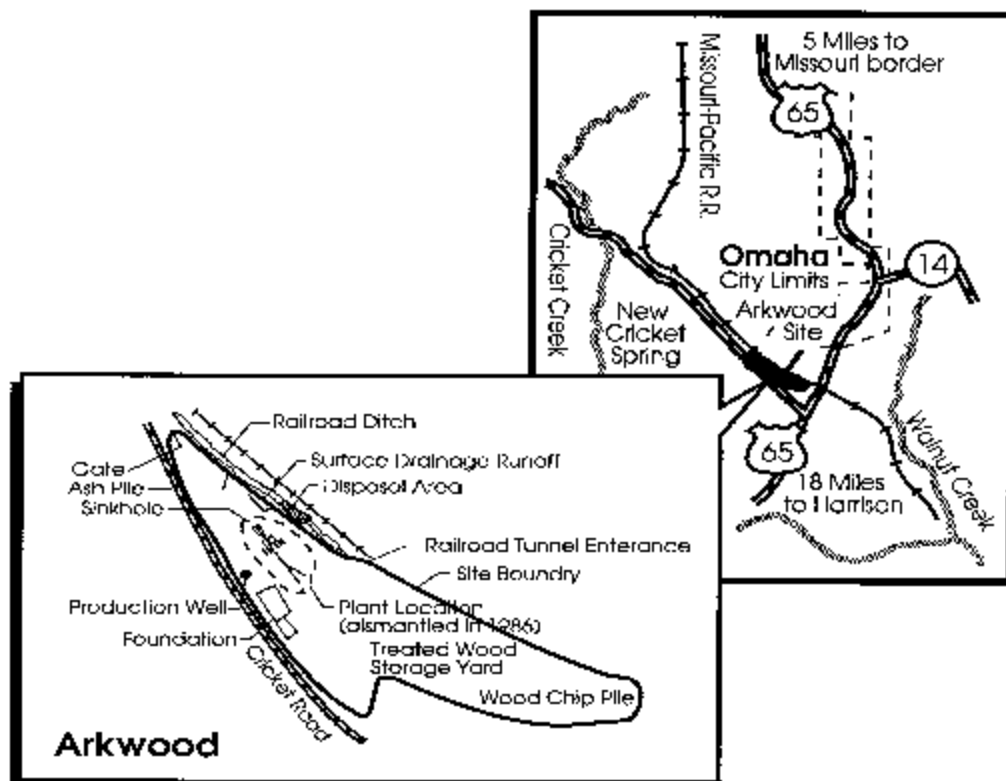 5 Miles to
Missouri border
65
Missouri-Pacific R.R.
Omaha
City Limits
14
Arkwood
Site
Cricket Creek
New
Cricket
Spring
65
18 Miles
to Harrison
Walnut Creek
Railroad Ditch
Surface Drainage Runoff
Disposal Area
Gate
Ash Pile
Sinkhole
Railroad Tunnel Enterance
Site Boundry
Production Well
Foundation
Plant Location
(dismantled in 1986)
Treated Wood
Storage Yard
Wood Chip Pile
Cricket Road
Arkwood